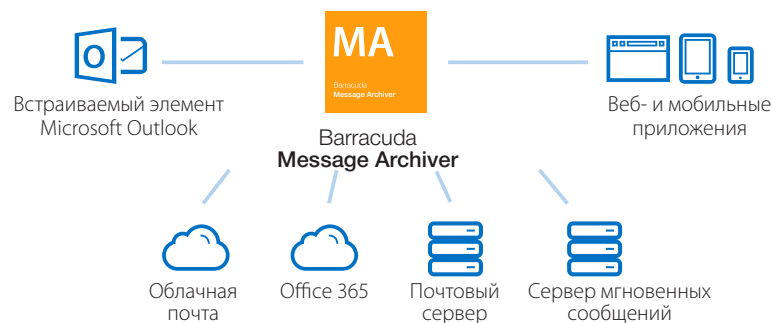 MA
Barracuda
Message Archiver
Встраиваемый элемент
Microsoft Outlook
Веб- и мобильные
приложения
Barracuda
Message Archiver
Облачная
почта
Office 365
Почтовый
сервер
Сервер мгновенных
сообщений